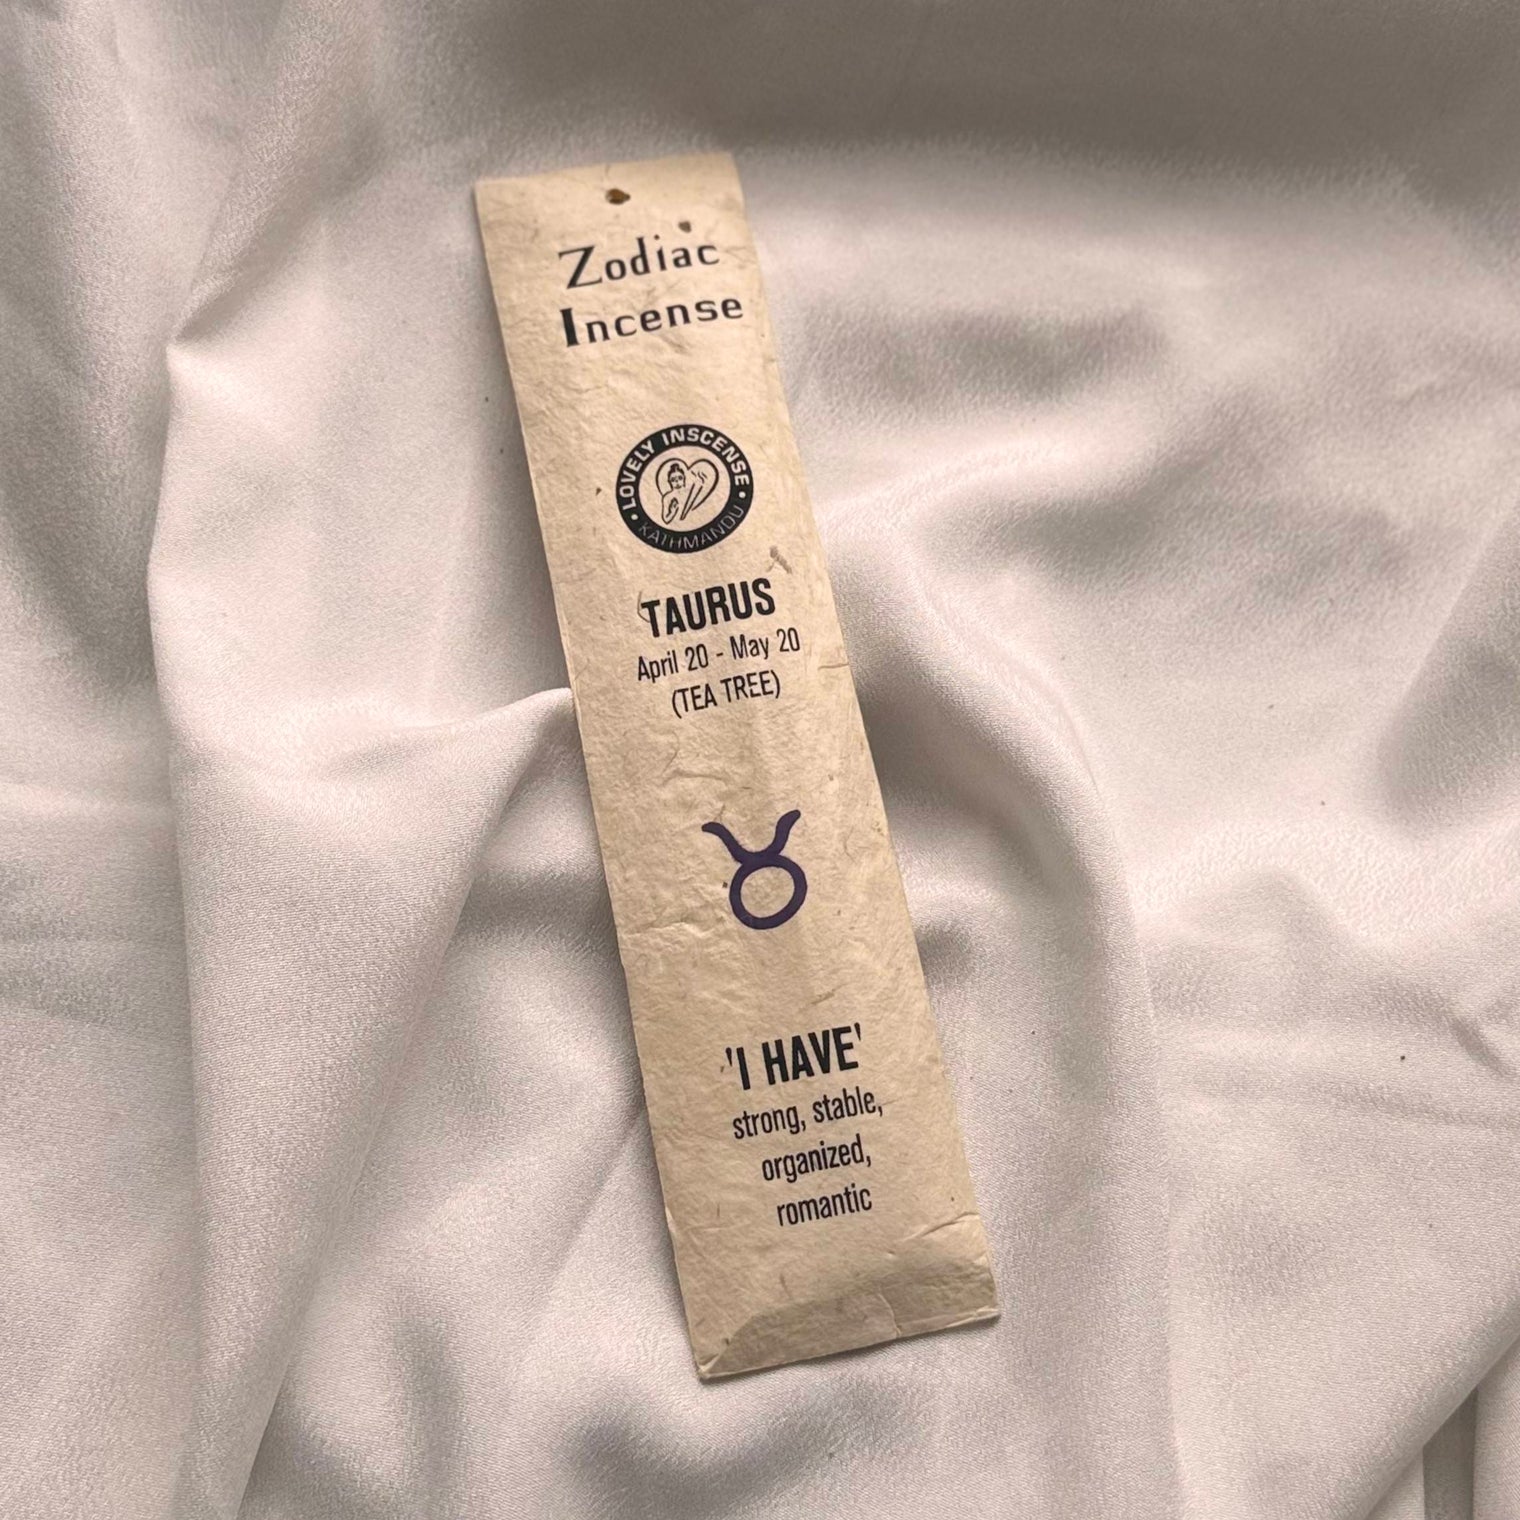 Zodiac
Incense
LOVELY INSCENSE
KATHMANDU
TAURUS
April 20 - May 20
(TEA TREE)
'I HAVE'
strong, stable,
organized,
romantic